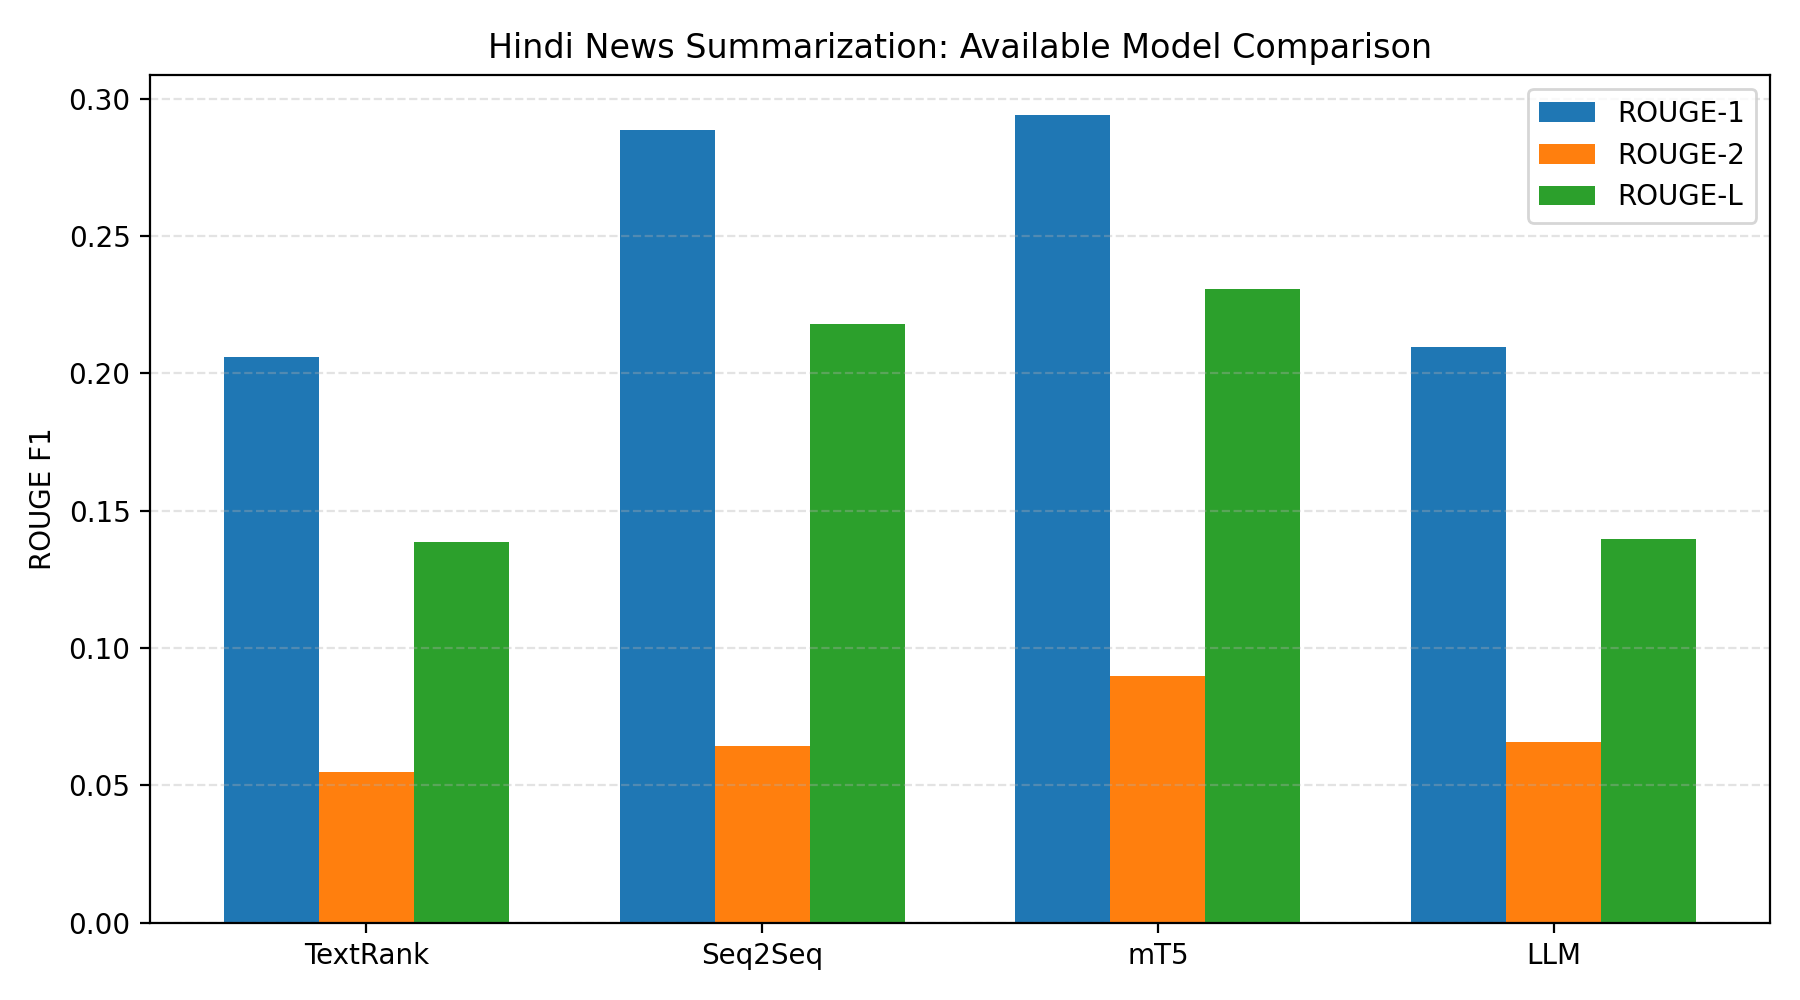 Hindi News Summarization: Available Model Comparison
ROUGE-1
ROUGE-2
ROUGE-L
ROUGE F1
0.30
0.25
0.20
0.15
0.10
0.05
0.00
TextRank
Seq2Seq
mT5
LLM